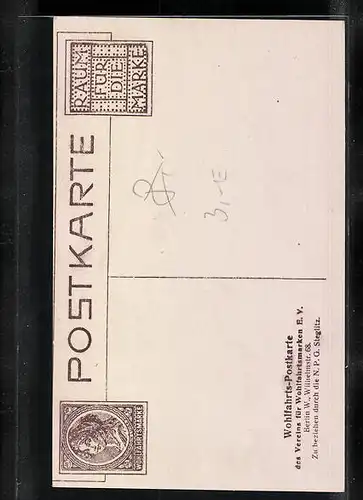 POSTKARTE
RAUM
FÜR
DIE
MARKE
WOHLFAHRTSMARKE
Wohlfahrts-Postkarte
des Vereins für Wohlfahrtsmarken E. V.
Berlin W., Wilhelmstr. 68.
Zu beziehen durch die N. P. G. Steglitz.